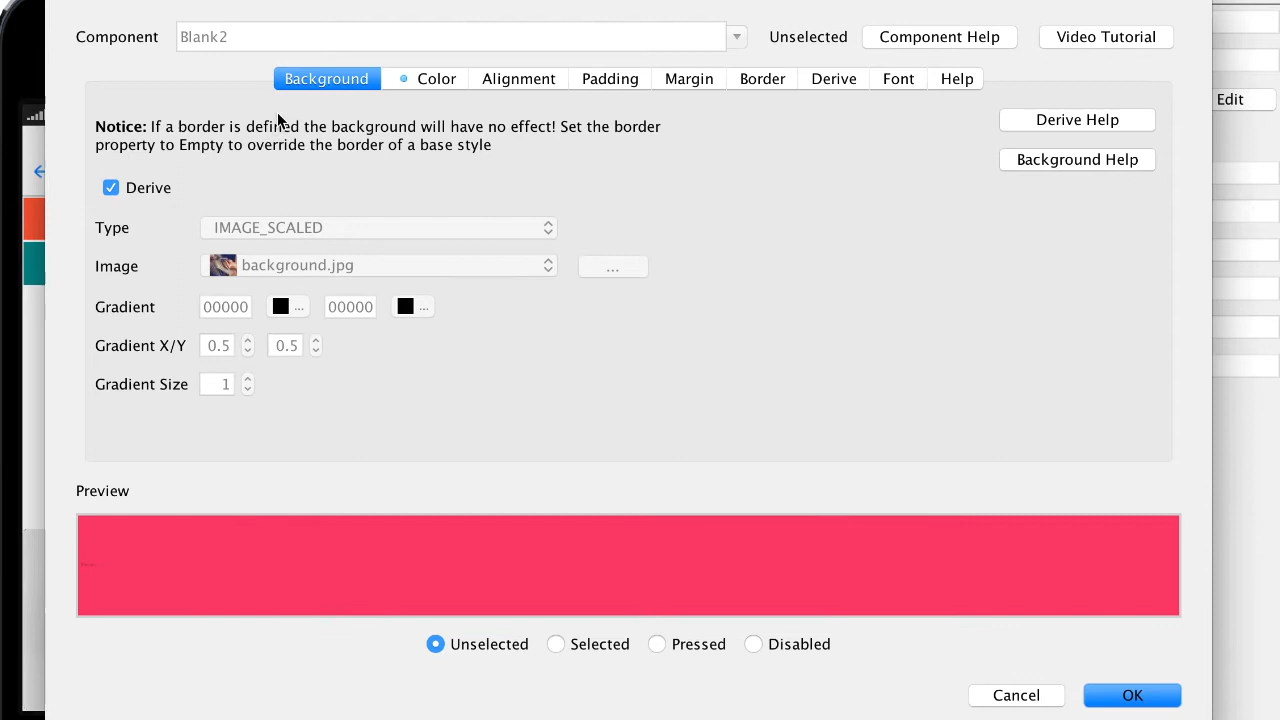 Component Blank2 Unselected Component Help Video Tutorial
Background Color Alignment Padding Margin Border Derive Font Help
Edit
Notice: If a border is defined the background will have no effect! Set the border
property to Empty to override the border of a base style
Derive Help
Background Help
Derive
Type IMAGE_SCALED
Image background.jpg ...
Gradient 00000 ... 00000 ...
Gradient X/Y 0.5 0.5
Gradient Size 1
Preview
Unselected Selected Pressed Disabled
Cancel OK